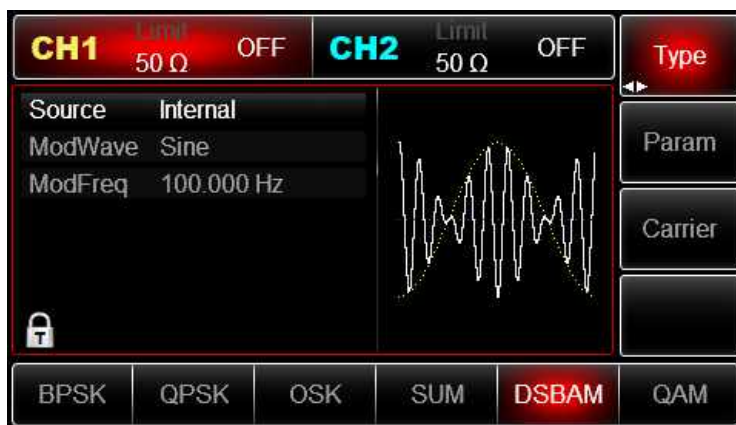 CH1 Limit 50 Ω OFF CH2 Limit 50 Ω OFF Type
Source Internal
ModWave Sine
ModFreq 100.000 Hz
Param
Carrier
T
BPSK QPSK OSK SUM DSBAM QAM